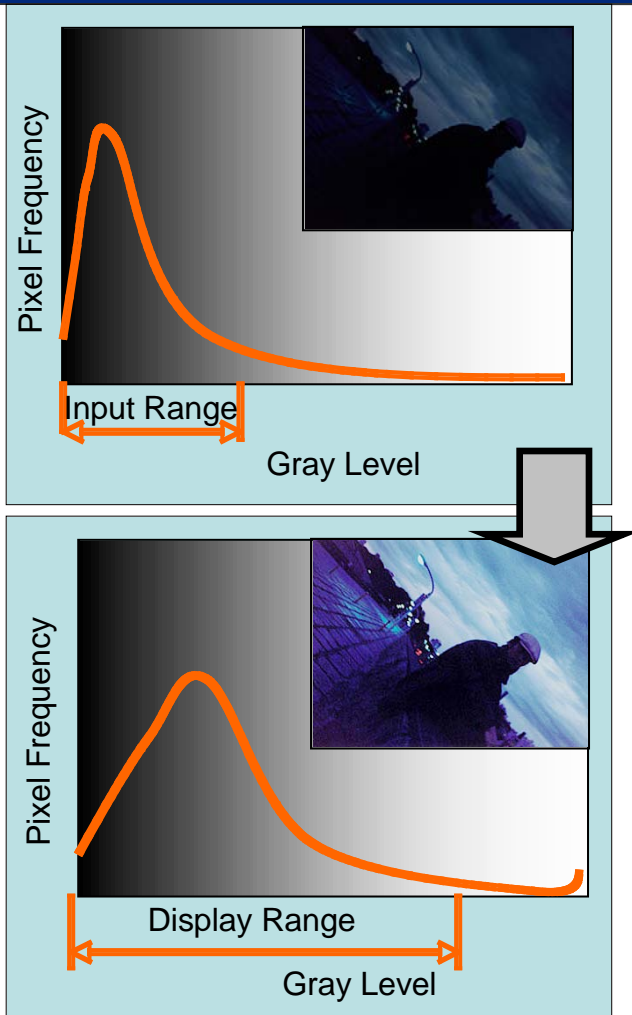 Pixel Frequency
Input Range
Gray Level
Pixel Frequency
Display Range
Gray Level